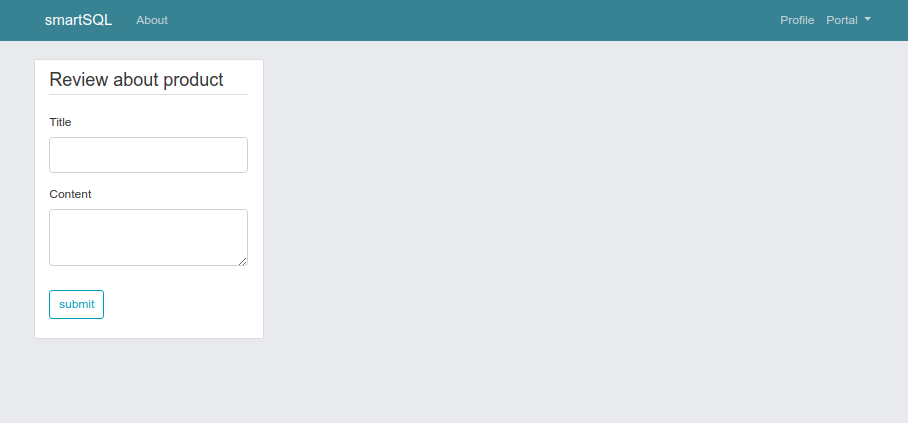 smartSQL About Profile Portal
Review about product
Title
Content
submit